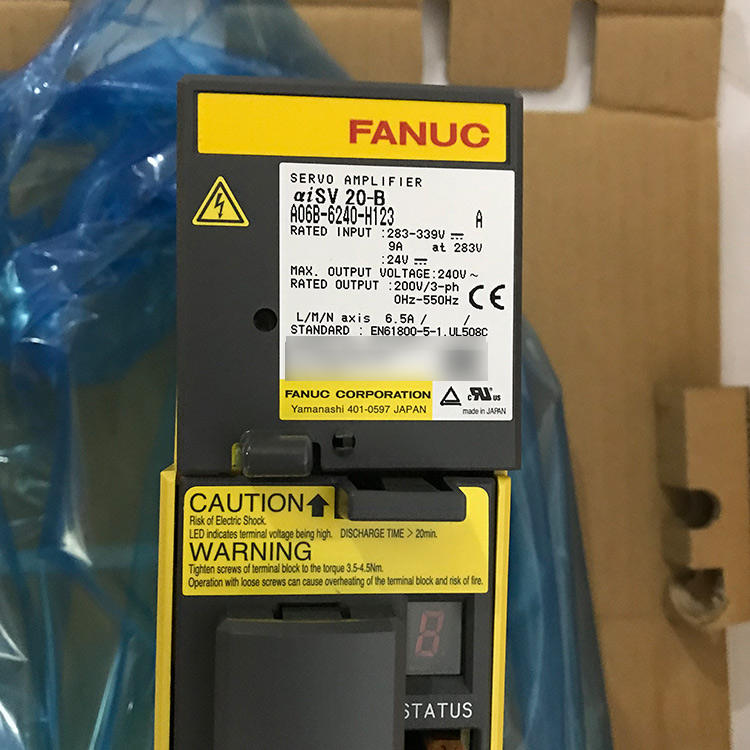 FANUC
SERVO AMPLIFIER
αiSV 20-B
A06B-6240-H123 A
RATED INPUT :283-339V ⎓
9A at 283V
:24V ⎓
MAX. OUTPUT VOLTAGE:240V～
RATED OUTPUT :200V/3-ph
0Hz-550Hz
CE
L/M/N axis 6.5A / /
STANDARD : EN61800-5-1.UL508C
FANUC CORPORATION
Yamanashi 401-0597 JAPAN
c RU us
made in JAPAN
CAUTION
Risk of Electric Shock.
LED indicates terminal voltage being high. DISCHARGE TIME > 20min.
WARNING
Tighten screws of terminal block to the torque 3.5-4.5Nm.
Operation with loose screws can cause overheating of the terminal block and risk of fire.
8
STATUS